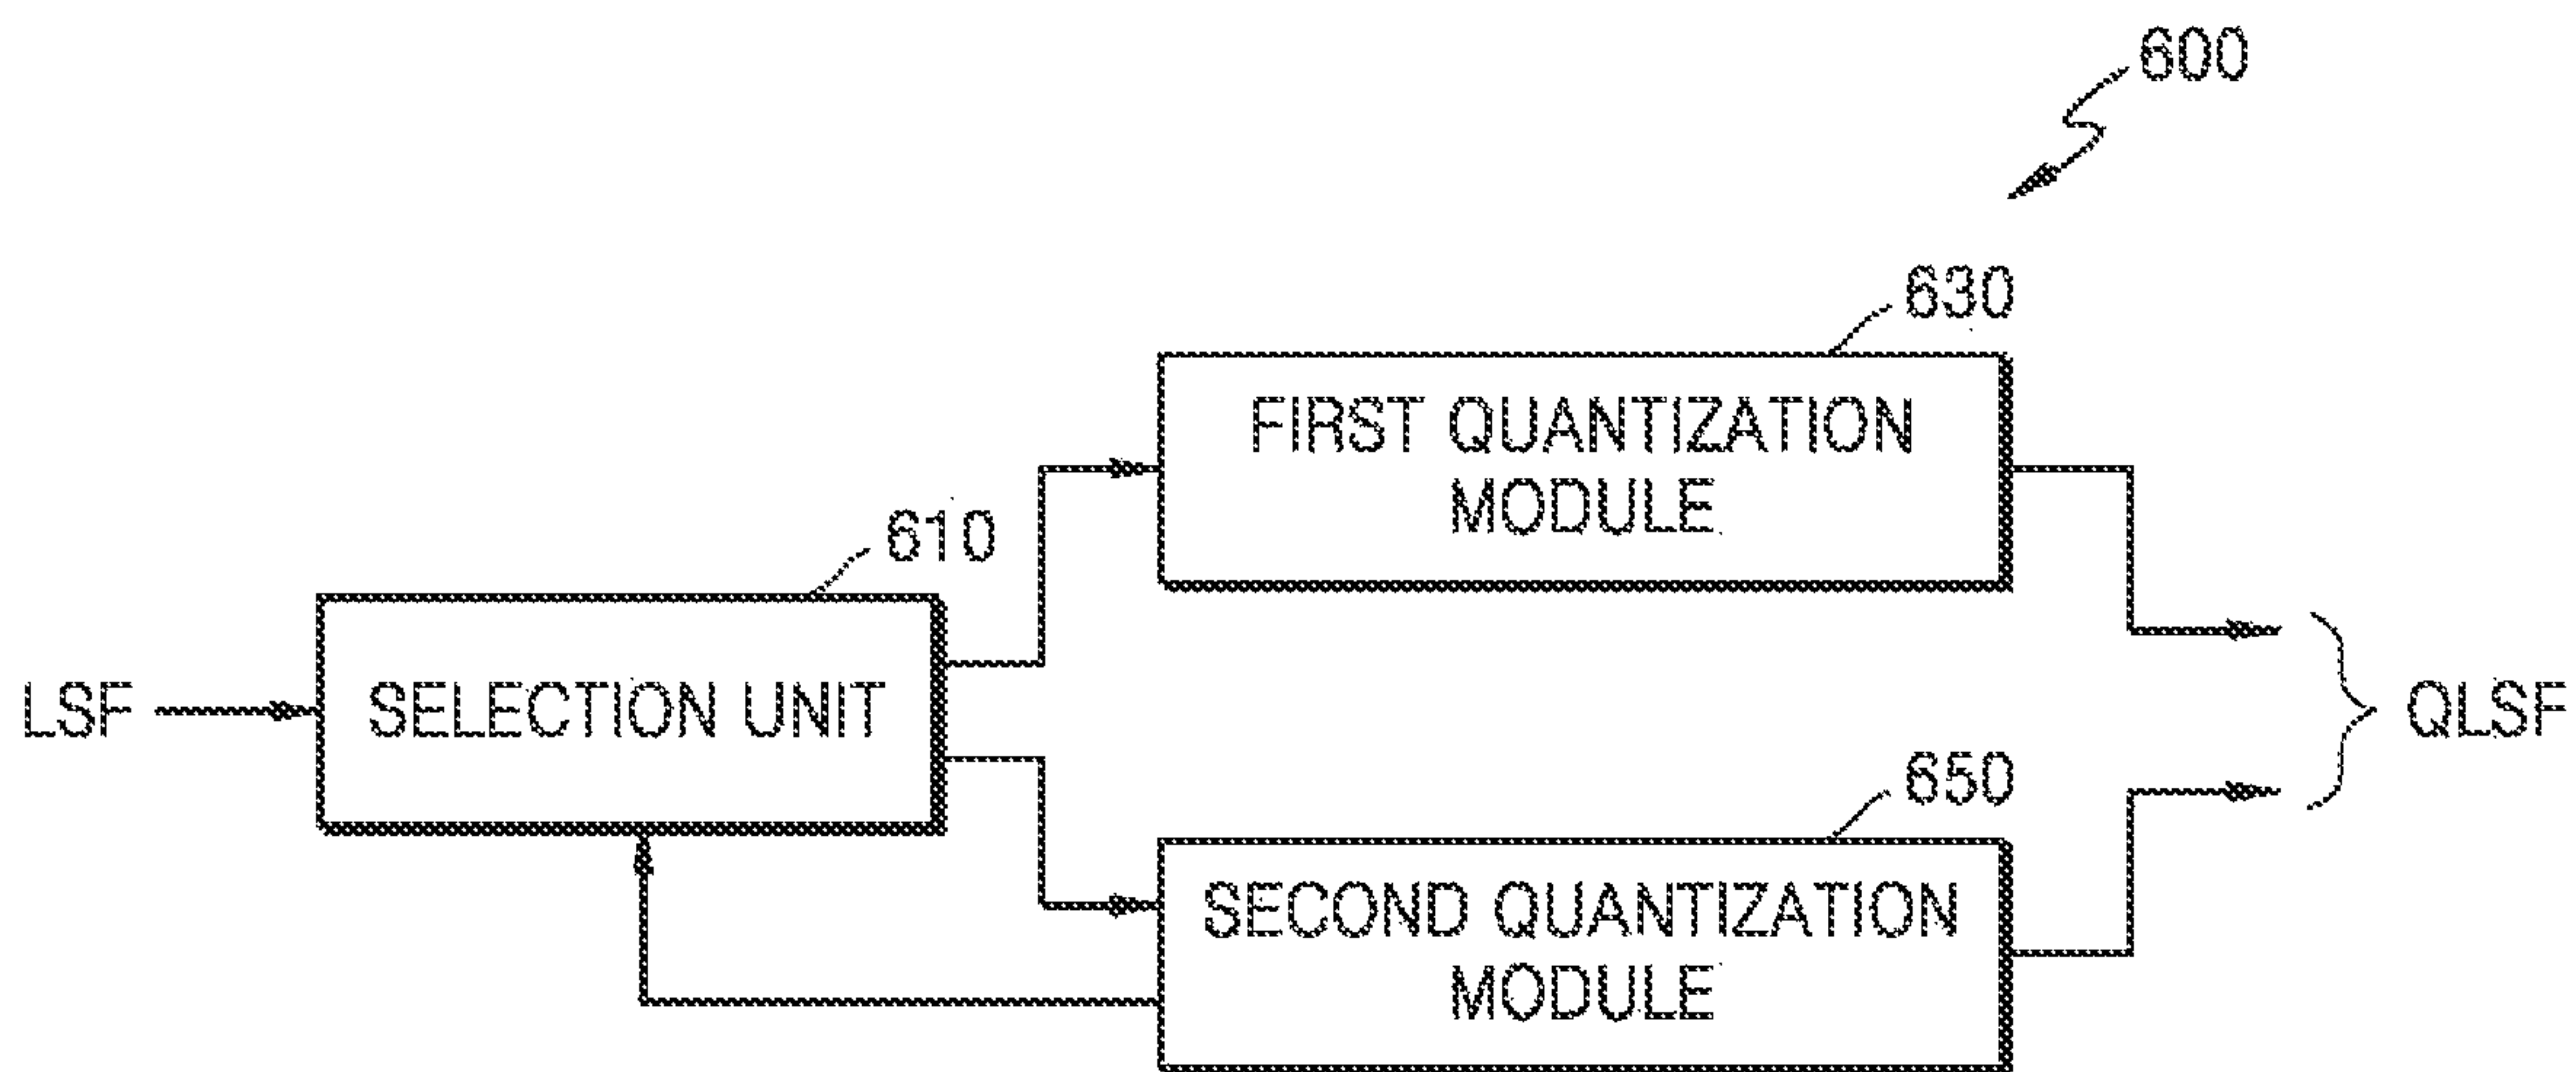 600
630
FIRST QUANTIZATION
MODULE
610
LSF
SELECTION UNIT
QLSF
650
SECOND QUANTIZATION
MODULE